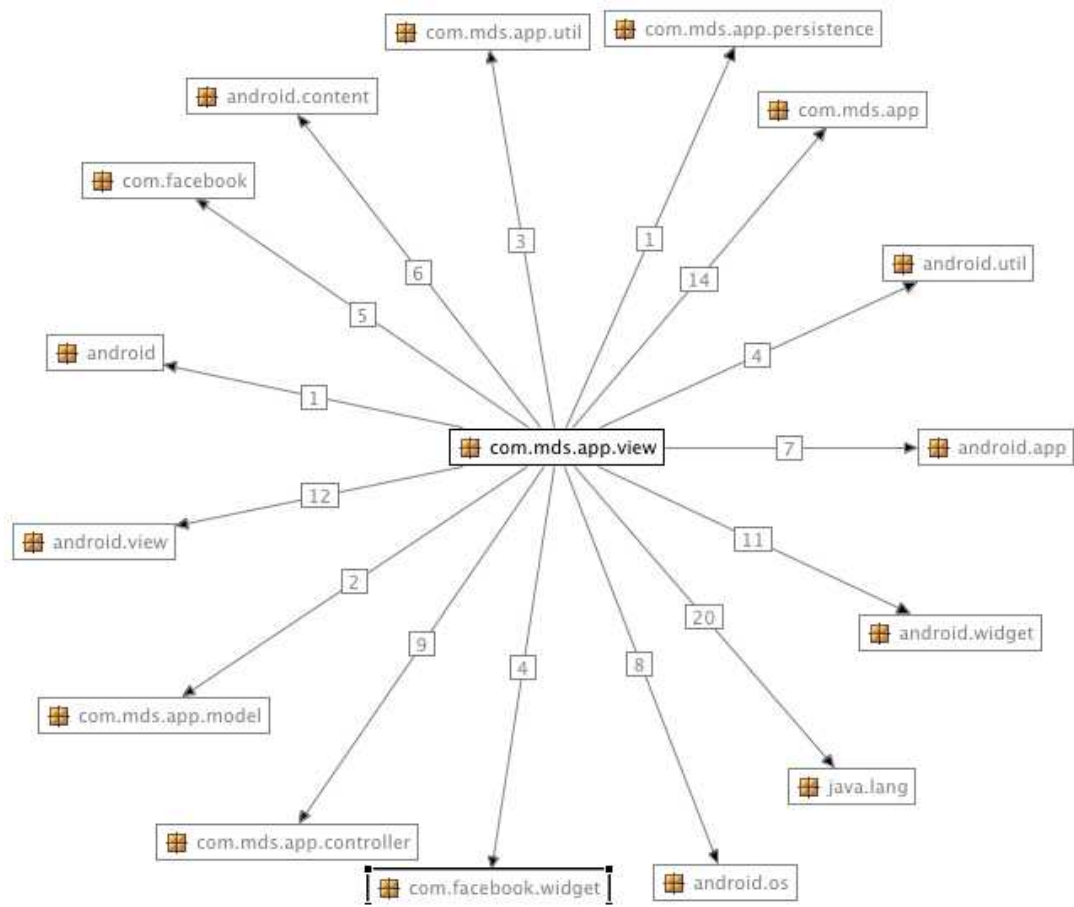 com.mds.app.util
com.mds.app.persistence
android.content
com.mds.app
com.facebook
3
1
android.util
6
14
5
android
4
1
com.mds.app.view
7
android.app
12
android.view
11
2
20
android.widget
9
8
4
com.mds.app.model
java.lang
com.mds.app.controller
com.facebook.widget
android.os